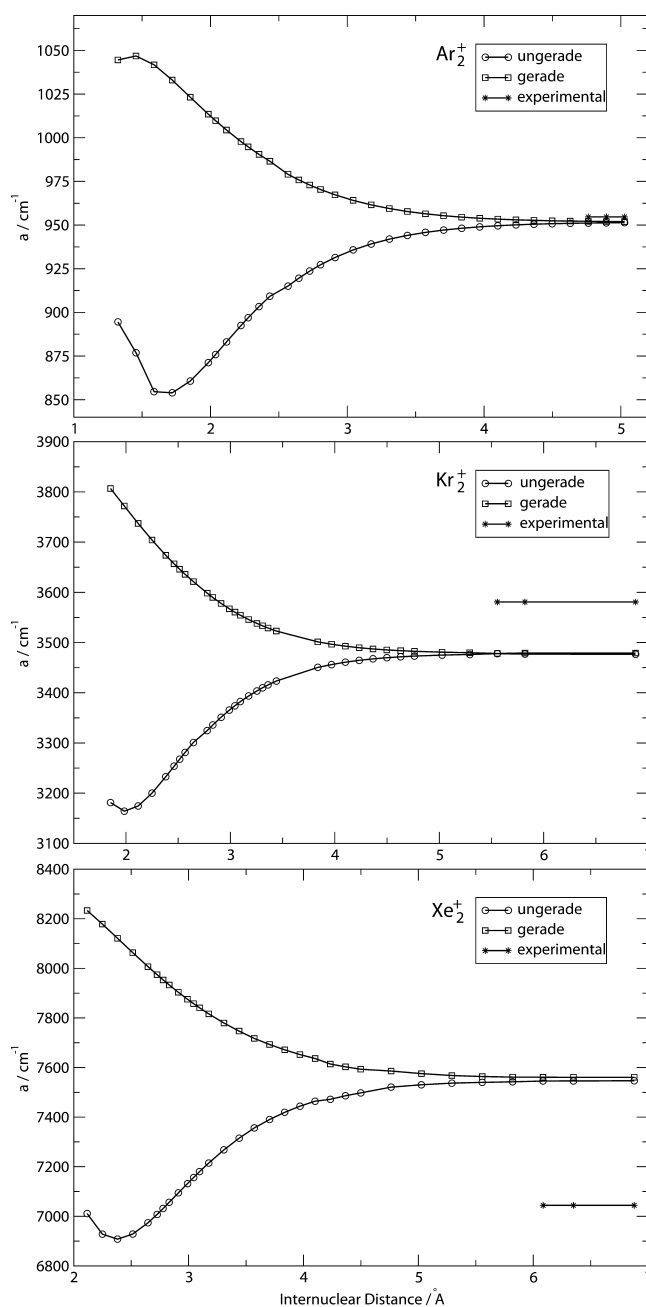 Ar2+
ungerade
gerade
experimental
1050
1025
1000
975
950
925
900
875
850
a / cm-1
1 2 3 4 5
Kr2+
ungerade
gerade
experimental
3900
3800
3700
3600
3500
3400
3300
3200
3100
a / cm-1
2 3 4 5 6
Xe2+
ungerade
gerade
experimental
8400
8200
8000
7800
7600
7400
7200
7000
6800
a / cm-1
2 3 4 5 6 7
Internuclear Distance / Å